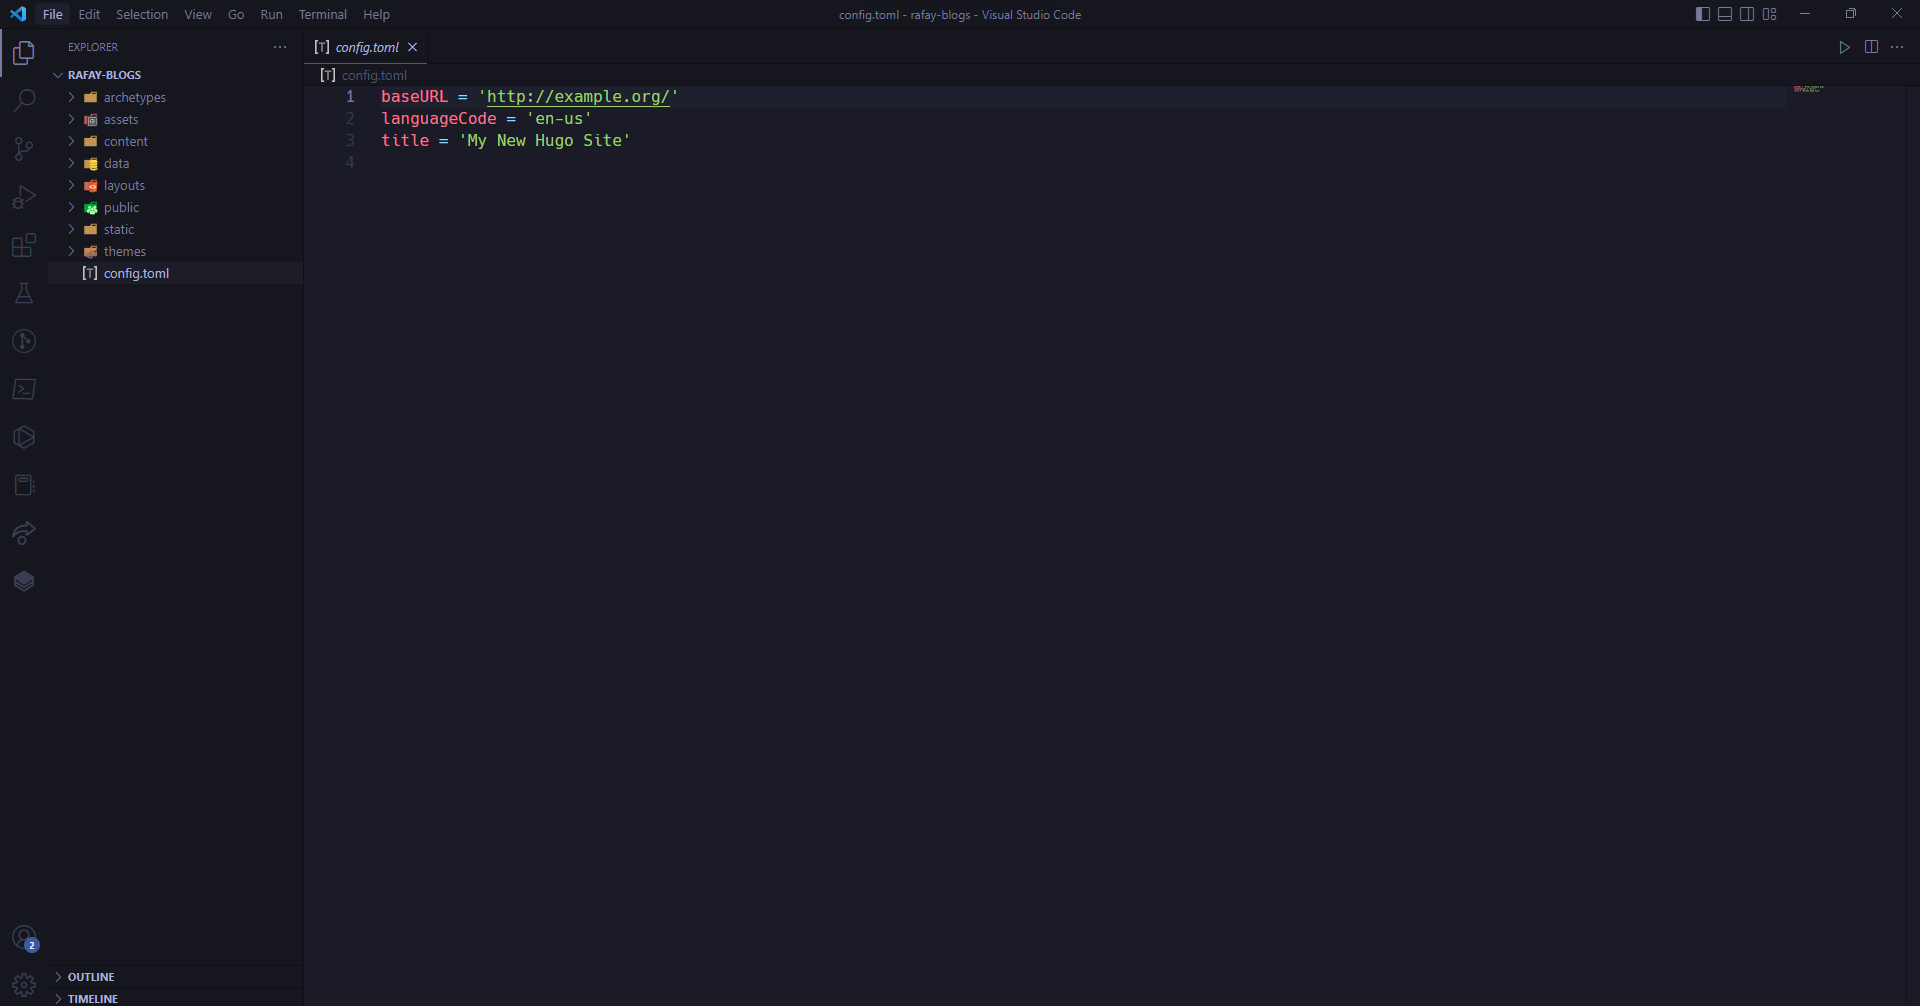 File Edit Selection View Go Run Terminal Help
config.toml - rafay-blogs - Visual Studio Code
EXPLORER
RAFAY-BLOGS
archetypes
assets
content
data
layouts
public
static
themes
[T] config.toml
OUTLINE
TIMELINE
2
[T] config.toml
[T] config.toml
1 baseURL = 'http://example.org/'
2 languageCode = 'en-us'
3 title = 'My New Hugo Site'
4